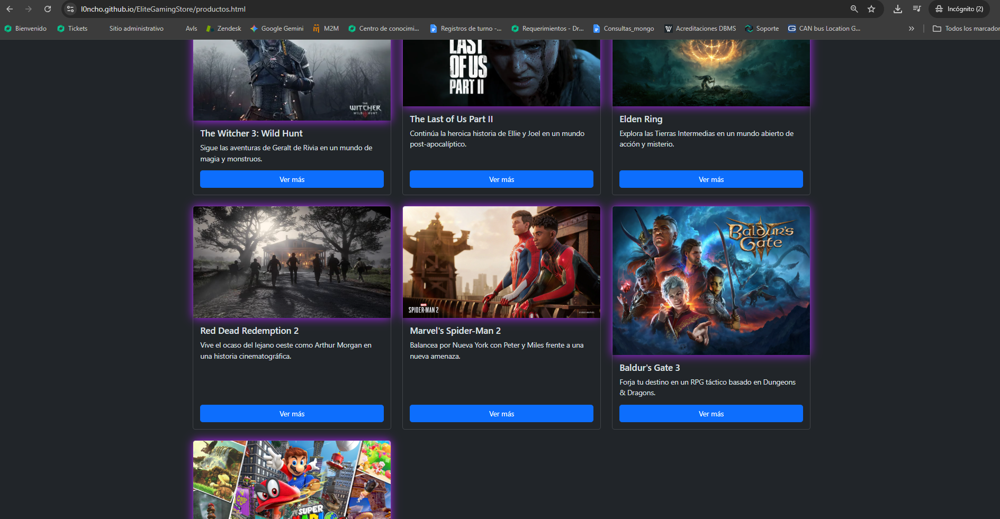 l0ncho.github.io/EliteGamingStore/productos.html
Incógnito (2)
Bienvenido
Tickets
Sitio administrativo
Avls
Zendesk
Google Gemini
M2M
Centro de conocimi...
Registros de turno -...
Requerimientos - Dr...
Consultas_mongo
Acreditaciones DBMS
Soporte
CAN bus Location G...
»
Todos los marcador
THE
WITCHER
WILD HUNT
LAST
OF US
PART II
The Witcher 3: Wild Hunt
Sigue las aventuras de Geralt de Rivia en un mundo de
magia y monstruos.
Ver más
The Last of Us Part II
Continúa la heroica historia de Ellie y Joel en un mundo
post-apocalíptico.
Ver más
Elden Ring
Explora las Tierras Intermedias en un mundo abierto de
acción y misterio.
Ver más
Red Dead Redemption 2
Vive el ocaso del lejano oeste como Arthur Morgan en
una historia cinematográfica.
Ver más
MARVEL
SPIDER-MAN 2
Marvel's Spider-Man 2
Balancea por Nueva York con Peter y Miles frente a una
nueva amenaza.
Ver más
BALDUR'S
GATE
Baldur's Gate 3
Forja tu destino en un RPG táctico basado en Dungeons
& Dragons.
Ver más
SUPER